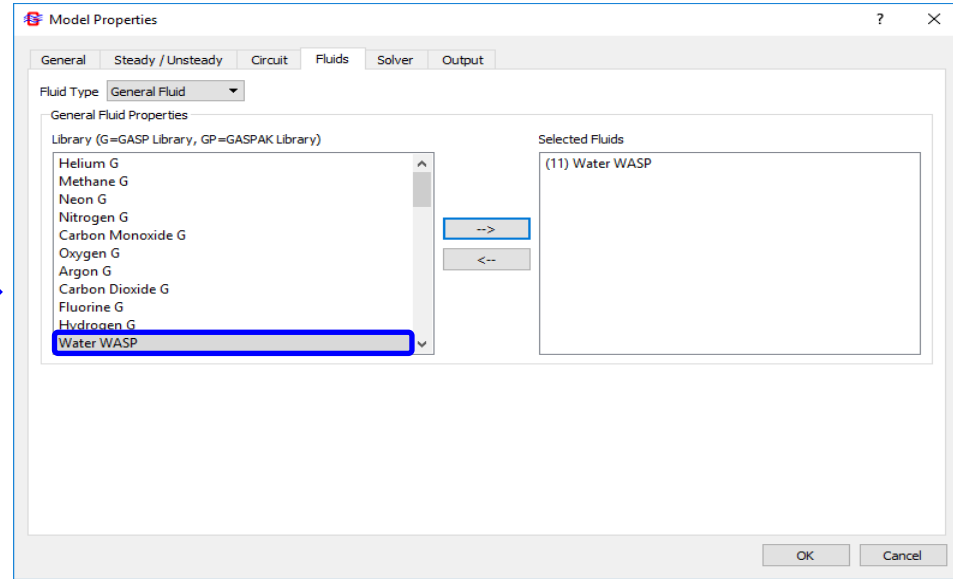 Model Properties
?
General Steady / Unsteady Circuit Fluids Solver Output
Fluid Type General Fluid
General Fluid Properties
Library (G=GASP Library, GP=GASPAK Library)
Selected Fluids
Helium G
Methane G
Neon G
Nitrogen G
Carbon Monoxide G
Oxygen G
Argon G
Carbon Dioxide G
Fluorine G
Hydrogen G
Water WASP
-->
<--
(11) Water WASP
OK Cancel